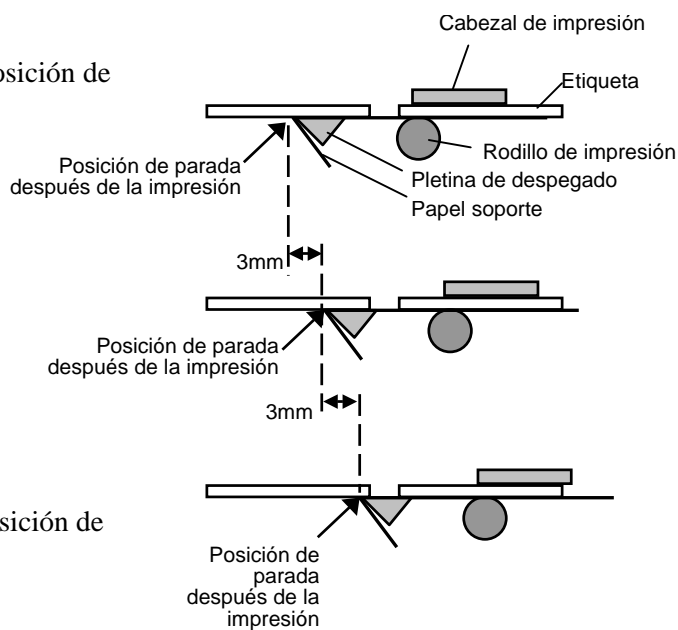 Cabezal de impresión
osición de
Etiqueta
Rodillo de impresión
Posición de parada
después de la impresión
Pletina de despegado
Papel soporte
3mm
Posición de parada
después de la impresión
3mm
sición de
Posición de
parada
después de la
impresión